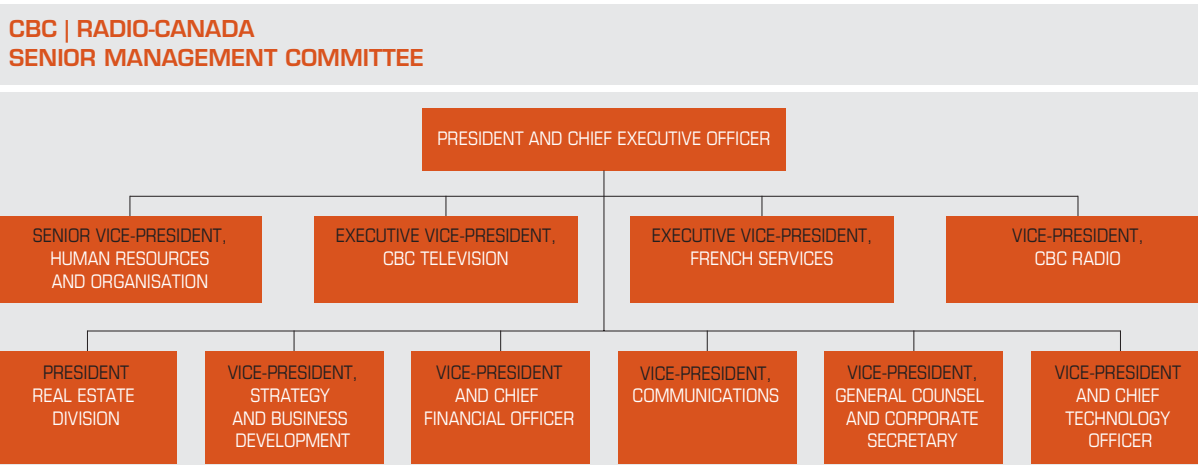 CBC | RADIO-CANADA
SENIOR MANAGEMENT COMMITTEE
PRESIDENT AND CHIEF EXECUTIVE OFFICER
SENIOR VICE-PRESIDENT,
HUMAN RESOURCES
AND ORGANISATION
EXECUTIVE VICE-PRESIDENT,
CBC TELEVISION
EXECUTIVE VICE-PRESIDENT,
FRENCH SERVICES
VICE-PRESIDENT,
CBC RADIO
PRESIDENT
REAL ESTATE
DIVISION
VICE-PRESIDENT,
STRATEGY
AND BUSINESS
DEVELOPMENT
VICE-PRESIDENT
AND CHIEF
FINANCIAL OFFICER
VICE-PRESIDENT,
COMMUNICATIONS
VICE-PRESIDENT,
GENERAL COUNSEL
AND CORPORATE
SECRETARY
VICE-PRESIDENT
AND CHIEF
TECHNOLOGY
OFFICER